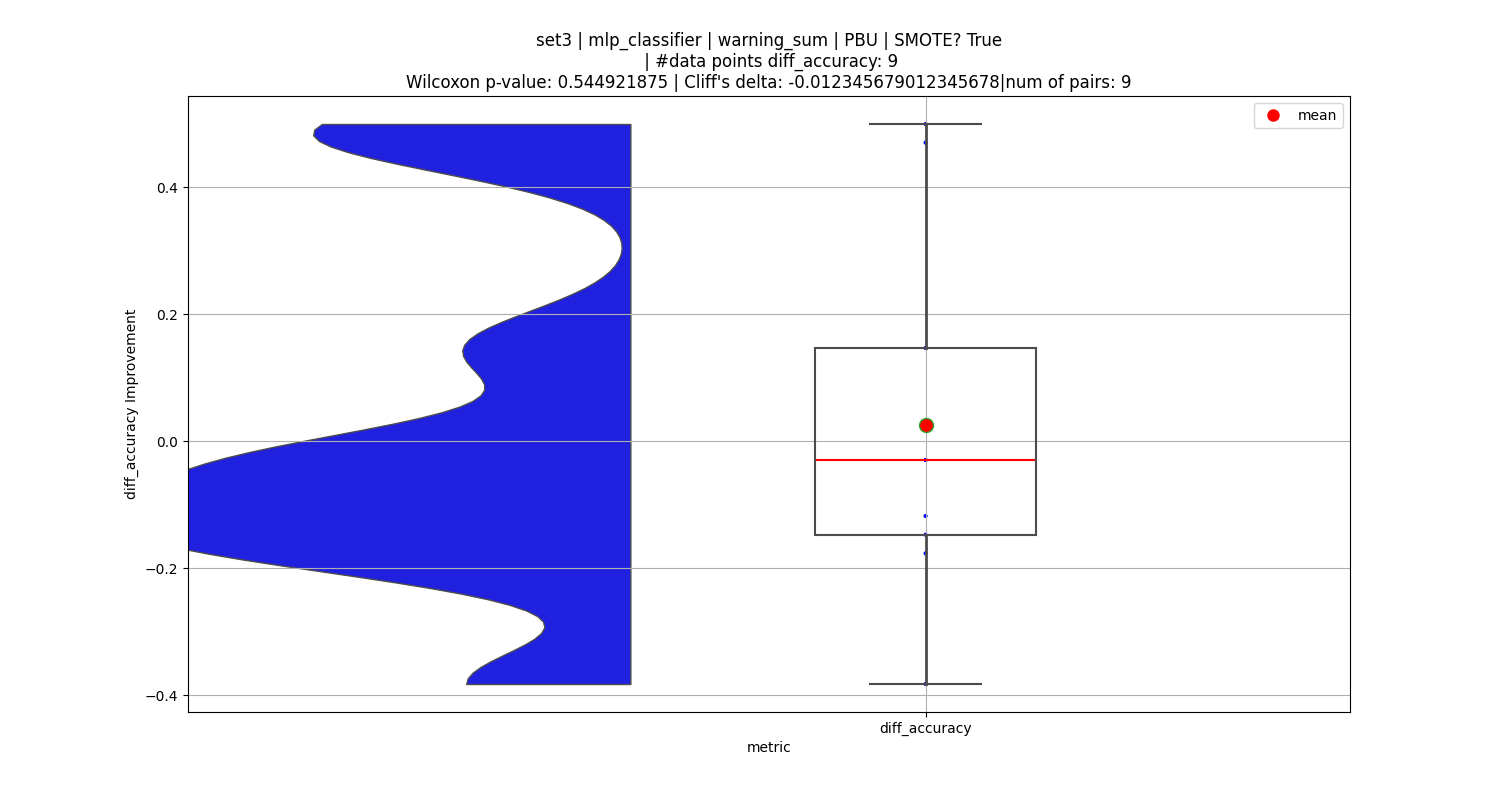 set3 | mlp_classifier | warning_sum | PBU | SMOTE? True
| #data points diff_accuracy: 9
Wilcoxon p-value: 0.544921875 | Cliff's delta: -0.012345679012345678|num of pairs: 9
mean
0.4
0.2
0.0
−0.2
−0.4
diff_accuracy Improvement
diff_accuracy
metric